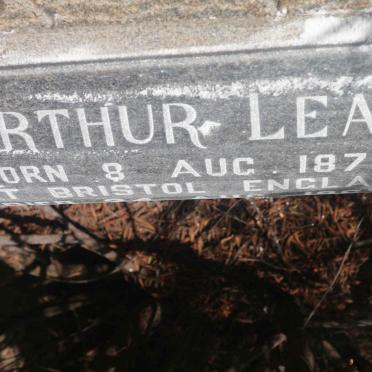 RTHUR LEA
ORN 8 AUG. 187
T BRISTOL ENGLA